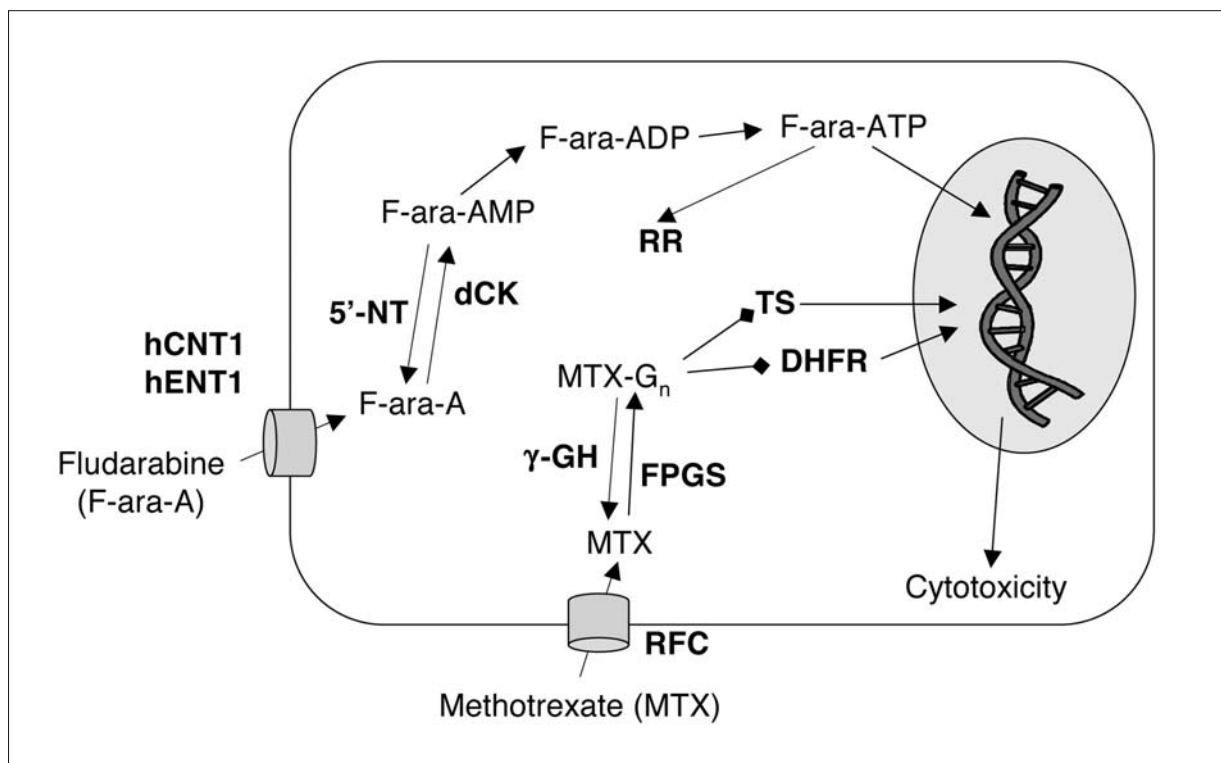 F-ara-ADP
F-ara-ATP
F-ara-AMP
RR
5’-NT
dCK
hCNT1
hENT1
TS
DHFR
MTX-Gn
F-ara-A
γ-GH
FPGS
Fludarabine
(F-ara-A)
MTX
Cytotoxicity
RFC
Methotrexate (MTX)